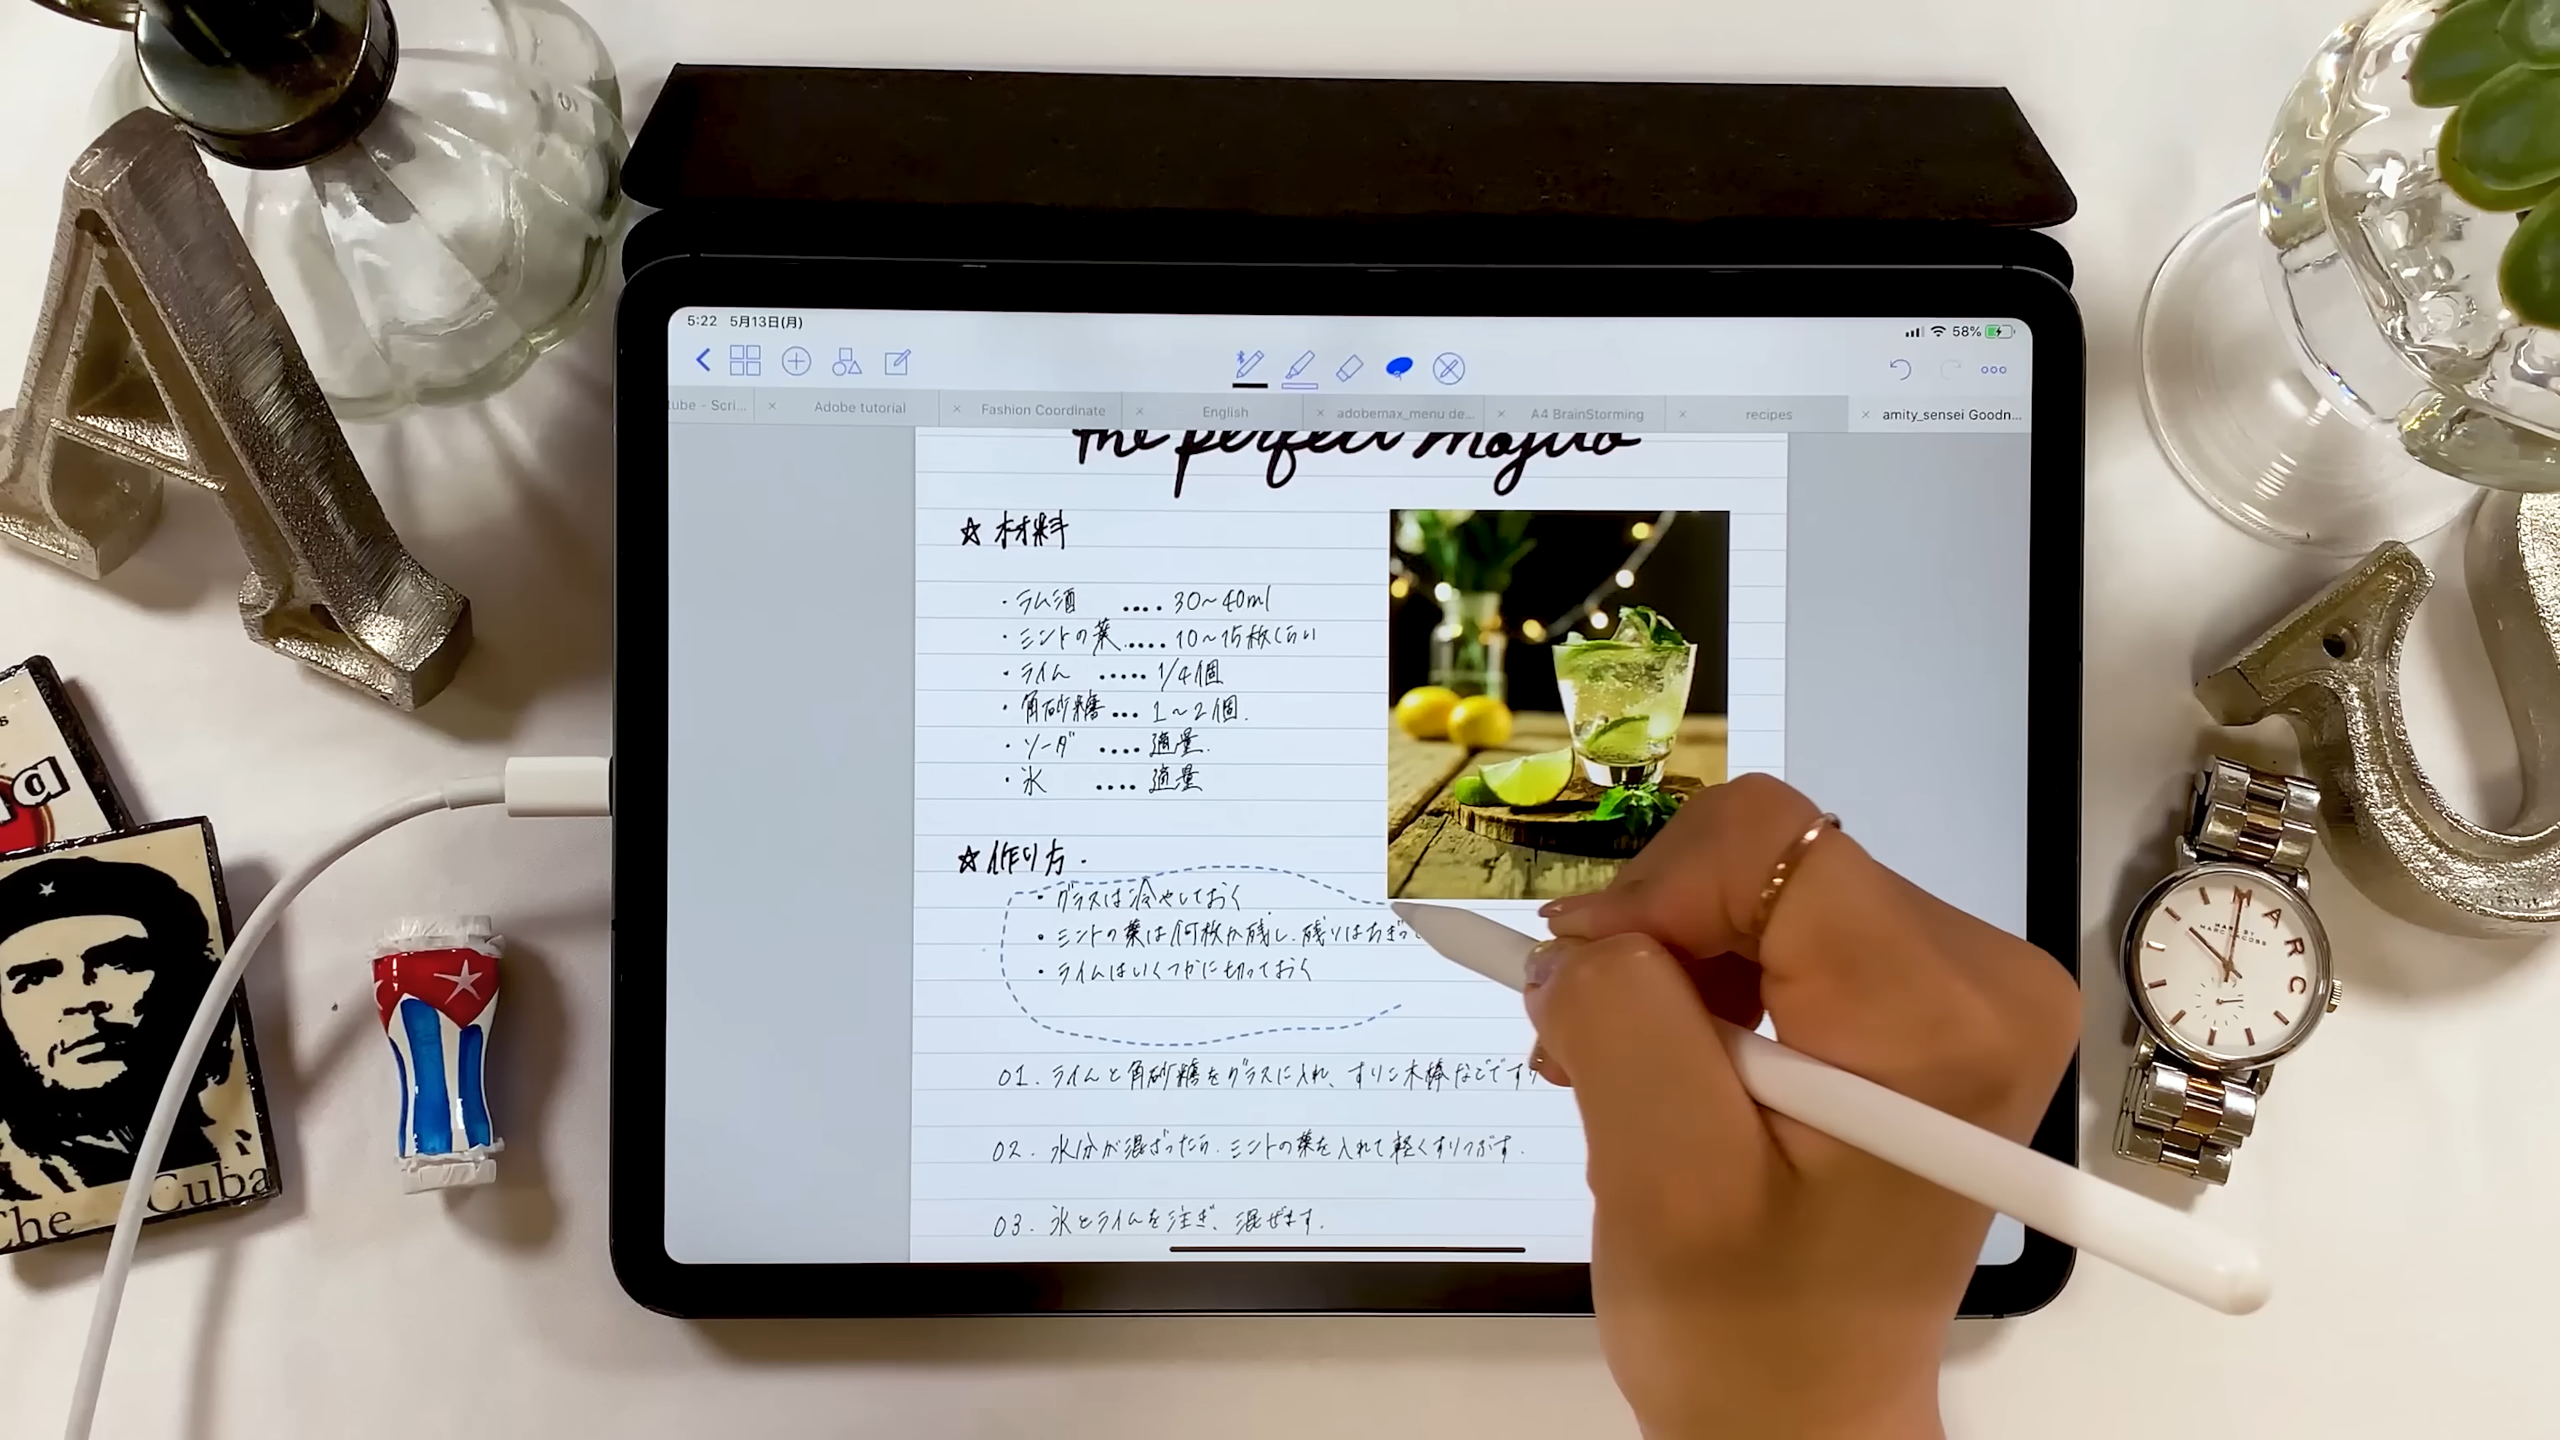 5:22 5月13日(月)
58%
tube - Scri...
Adobe tutorial
Fashion Coordinate
English
adobemax_menu de...
A4 BrainStorming
recipes
amity_sensei Goodn...
The perfect Mojito
☆ 材料
・ラム酒 .... 30~40ml
・ミントの葉..... 10~15枚くらい
・ライム ..... 1/4個
・角砂糖... 1~2個.
・ソーダ .... 適量.
・氷 .... 適量
☆作り方.
・グラスは冷やしておく
・ミントの葉は何枚か残し.残りはちぎって
・ライムはいくつかに切っておく
01. ライムと角砂糖をグラスに入れ、すりこ木棒などで
02. 水分が混ざったら.ミントの葉を入れて軽くすりつぶす.
03. 氷とライムを注ぎ、混ぜます.
Che Cuba
MARC
MARC BY
MARC JACOBS